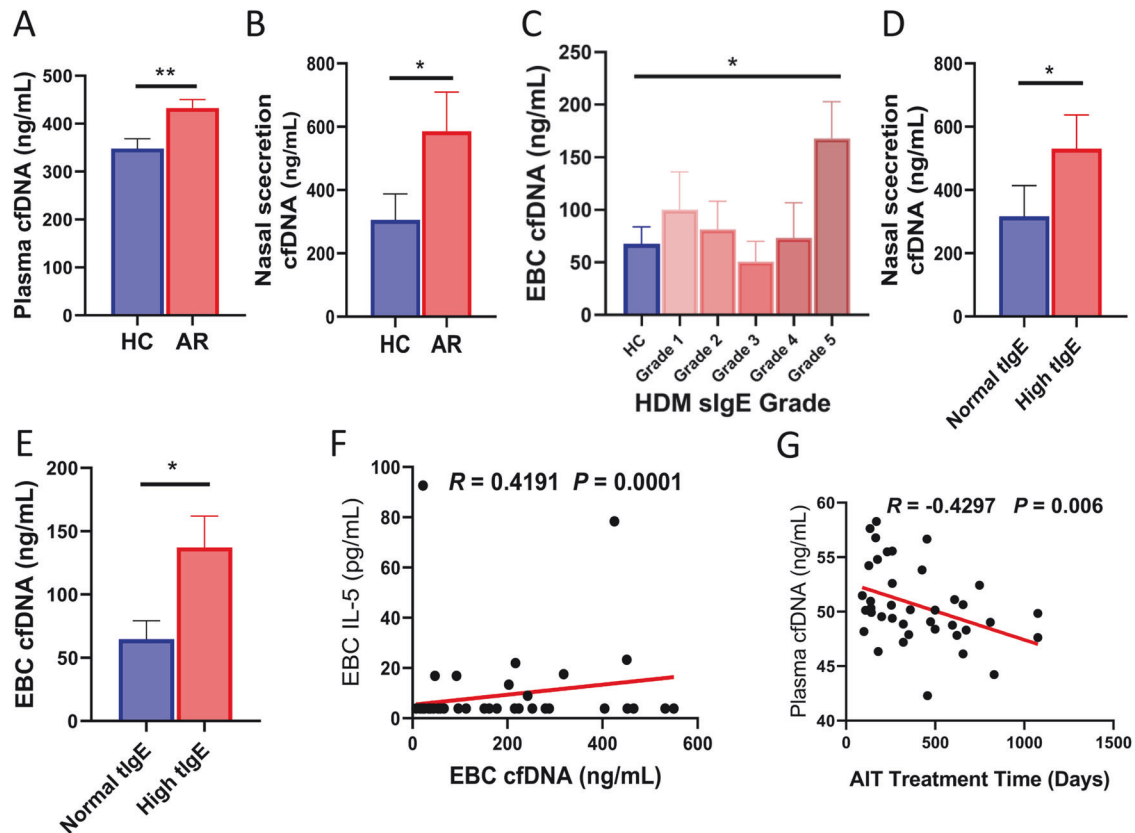 A
Plasma cfDNA (ng/mL)
500
400
300
200
100
0
**
HC AR
B
Nasal scecretion
cfDNA (ng/mL)
800
600
400
200
0
*
HC AR
C
EBC cfDNA (ng/mL)
250
200
150
100
50
0
*
HC
Grade 1
Grade 2
Grade 3
Grade 4
Grade 5
HDM sIgE Grade
D
Nasal scecretion
cfDNA (ng/mL)
800
600
400
200
0
*
Normal tIgE
High tIgE
E
EBC cfDNA (ng/mL)
200
150
100
50
0
*
Normal tIgE
High tIgE
F
EBC IL-5 (pg/mL)
100
80
60
40
20
0
R = 0.4191 P = 0.0001
0 200 400 600
EBC cfDNA (ng/mL)
G
Plasma cfDNA (ng/mL)
60
55
50
45
40
R = -0.4297 P = 0.006
0 500 1000 1500
AIT Treatment Time (Days)